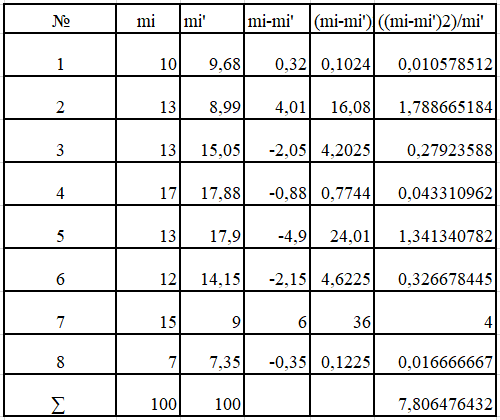 № mi mi' mi-mi' (mi-mi') ((mi-mi')2)/mi'
1 10 9,68 0,32 0,1024 0,010578512
2 13 8,99 4,01 16,08 1,788665184
3 13 15,05 -2,05 4,2025 0,27923588
4 17 17,88 -0,88 0,7744 0,043310962
5 13 17,9 -4,9 24,01 1,341340782
6 12 14,15 -2,15 4,6225 0,326678445
7 15 9 6 36 4
8 7 7,35 -0,35 0,1225 0,016666667
∑ 100 100 7,806476432